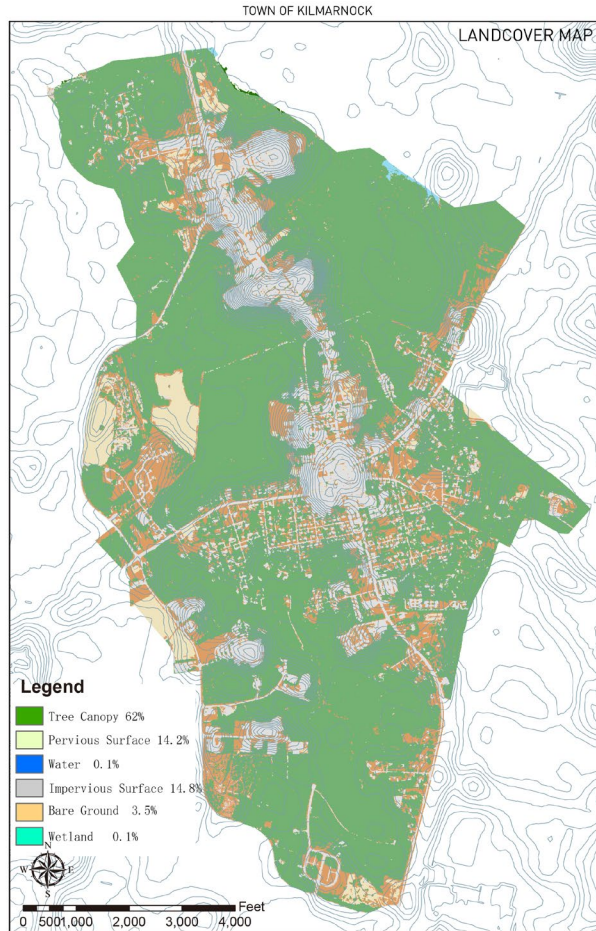 TOWN OF KILMARNOCK
LANDCOVER MAP
Legend
Tree Canopy 62%
Pervious Surface 14.2%
Water 0.1%
Impervious Surface 14.8%
Bare Ground 3.5%
Wetland 0.1%
N
W E
S
0 5001,000 2,000 3,000 4,000 Feet